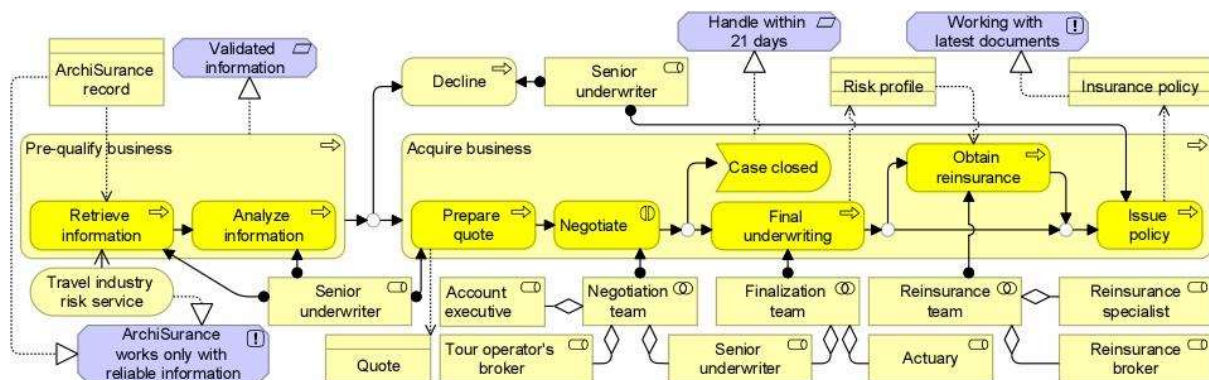 ArchiSurance
record
Validated
information
Decline
Senior
underwriter
Handle within
21 days
Risk profile
Working with
latest documents
Insurance policy
Pre-qualify business
Acquire business
Case closed
Obtain
reinsurance
Retrieve
information
Analyze
information
Prepare
quote
Negotiate
Final
underwriting
Issue
policy
Travel industry
risk service
Senior
underwriter
Account
executive
Negotiation
team
Finalization
team
Reinsurance
team
Reinsurance
specialist
ArchiSurance
works only with
reliable information
Quote
Tour operator's
broker
Senior
underwriter
Actuary
Reinsurance
broker